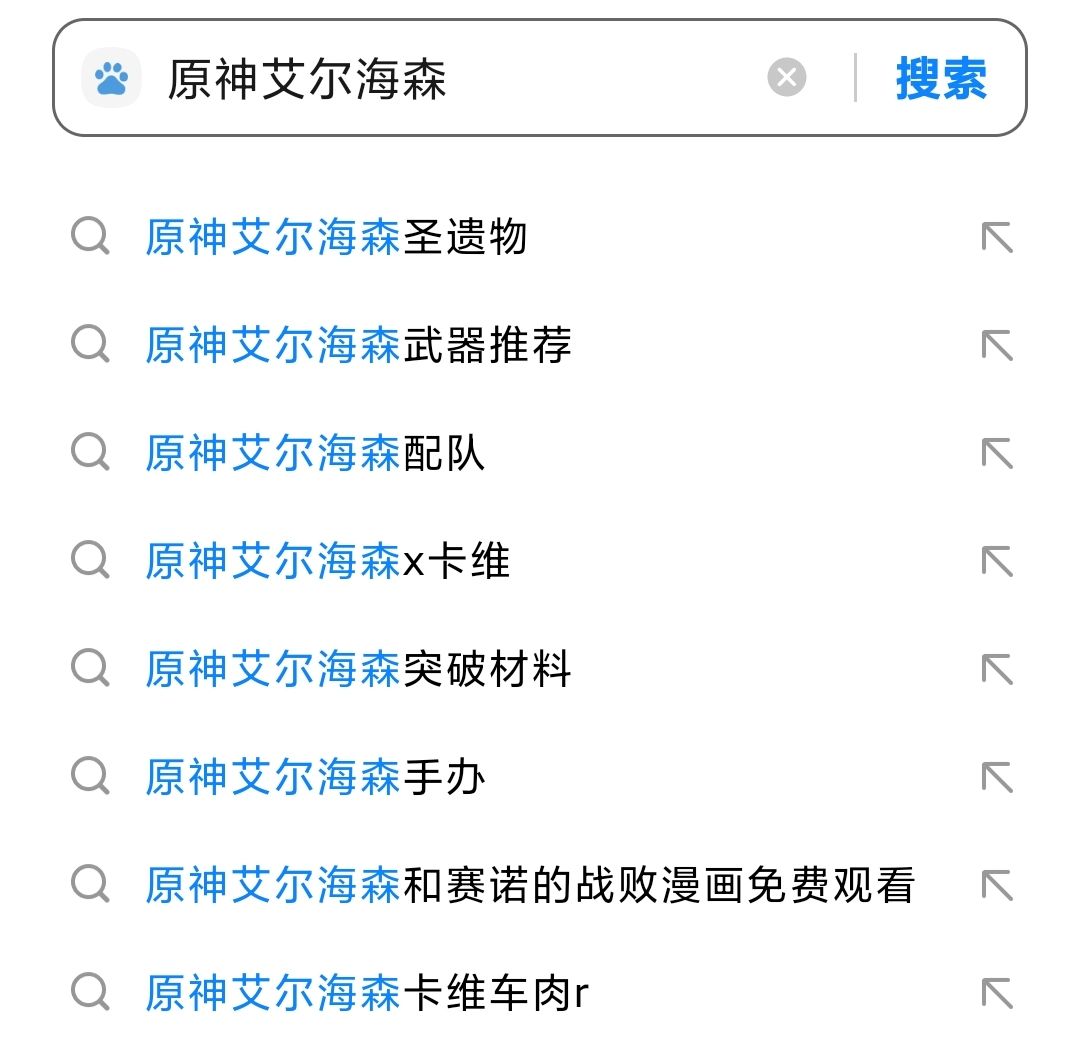 原神艾尔海森 搜索
原神艾尔海森圣遗物
原神艾尔海森武器推荐
原神艾尔海森配队
原神艾尔海森x卡维
原神艾尔海森突破材料
原神艾尔海森手办
原神艾尔海森和赛诺的战败漫画免费观看
原神艾尔海森卡维车肉r